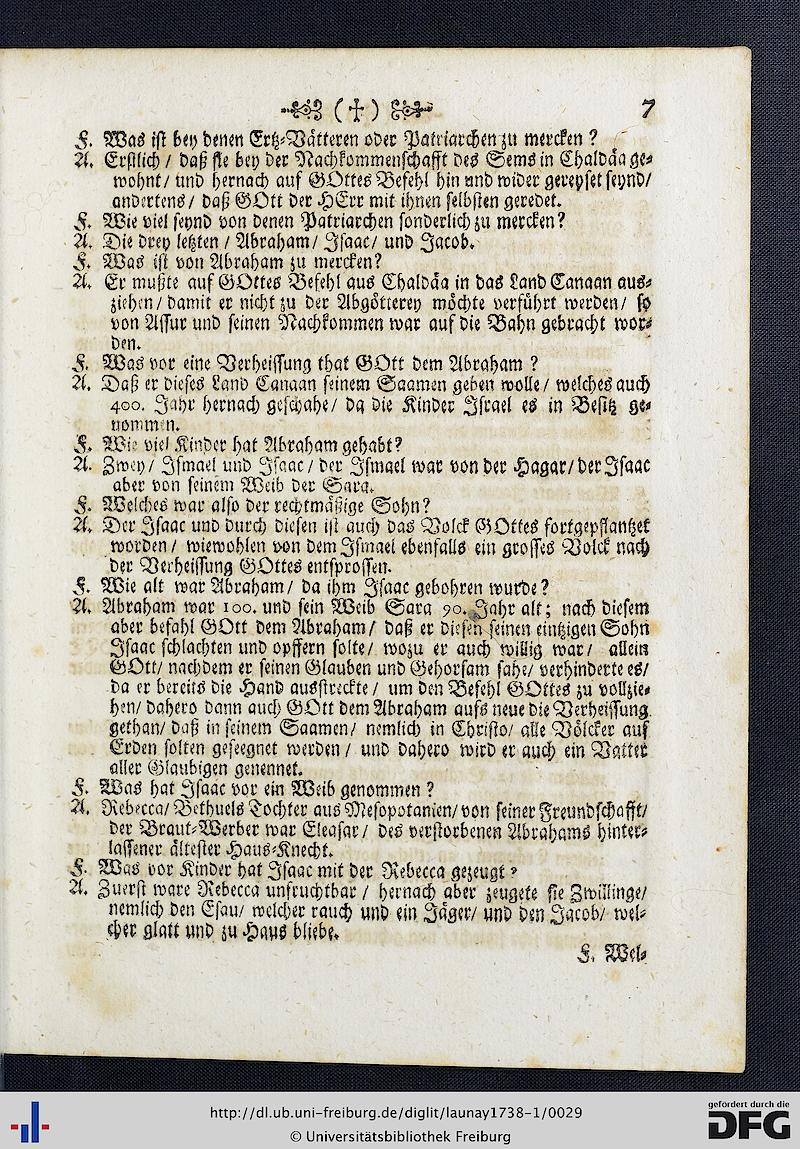 ( † ) 7
F. Was ist bey denen Ertz-Vätteren oder Patriarchen zu mercken ?
A. Erstlich / daß sie bey der Nachkommenschafft des Sems in Chaldäa ge-
wohnt / und hernach auf GOttes Befehl hin und wider gereyset seynd /
andertens / daß GOtt der HErr mit ihnen selbsten geredet.
F. Wie viel seynd von denen Patriarchen sonderlich zu mercken?
A. Die drey letzten / Abraham / Isaac / und Jacob.
F. Was ist von Abraham zu mercken?
A. Er mußte auf GOttes Befehl aus Chaldäa in das Land Canaan aus-
ziehen / damit er nicht zu der Abgötterey möchte verführt werden / so
von Assur und seinen Nachkommen war auf die Bahn gebracht wor-
den.
F. Was vor eine Verheissung that GOtt dem Abraham ?
A. Daß er dieses Land Canaan seinem Saamen geben wolle / welches auch
400. Jahr hernach geschahe / da die Kinder Israel es in Besitz ge-
nommen.
F. Wie viel Kinder hat Abraham gehabt?
A. Zwey / Ismael und Isaac / der Ismael war von der Hagar / der Isaac
aber von seinem Weib der Sara.
F. Welches war also der rechtmäßige Sohn?
A. Der Isaac und durch diesen ist auch das Volck GOttes fortgepflantzet
worden / wiewohlen von dem Ismael ebenfalls ein grosses Volck nach
der Verheissung GOttes entsprossen.
F. Wie alt war Abraham / da ihm Isaac gebohren wurde ?
A. Abraham war 100. und sein Weib Sara 90. Jahr alt ; nach diesem
aber befahl GOtt dem Abraham / daß er diesen seinen eintzigen Sohn
Isaac schlachten und opffern solte / wozu er auch willig war / allein
GOtt / nachdem er seinen Glauben und Gehorsam sahe / verhinderte es /
da er bereits die Hand ausstreckte / um den Befehl GOttes zu vollzie-
hen / dahero dann auch GOtt dem Abraham aufs neue die Verheissung
gethan / daß in seinem Saamen / nemlich in Christo / alle Völcker auf
Erden solten geseegnet werden / und dahero wird er auch ein Vatter
aller Glaubigen genennet.
F. Was hat Isaac vor ein Weib genommen ?
A. Rebecca / Bethuels Tochter aus Mesopotanien / von seiner Freundschafft /
der Braut-Werber war Eleasar / des verstorbenen Abrahams hinter-
lassener ältester Haus-Knecht.
F. Was vor Kinder hat Isaac mit der Rebecca gezeugt ?
A. Zuerst ware Rebecca unfruchtbar / hernach aber zeugete sie Zwillinge /
nemlich den Esau / welcher rauch und ein Jäger / und den Jacob / wel-
cher glatt und zu Haus bliebe.
F. Wel-
http://dl.ub.uni-freiburg.de/diglit/launay1738-1/0029
© Universitätsbibliothek Freiburg
gefördert durch die
DFG